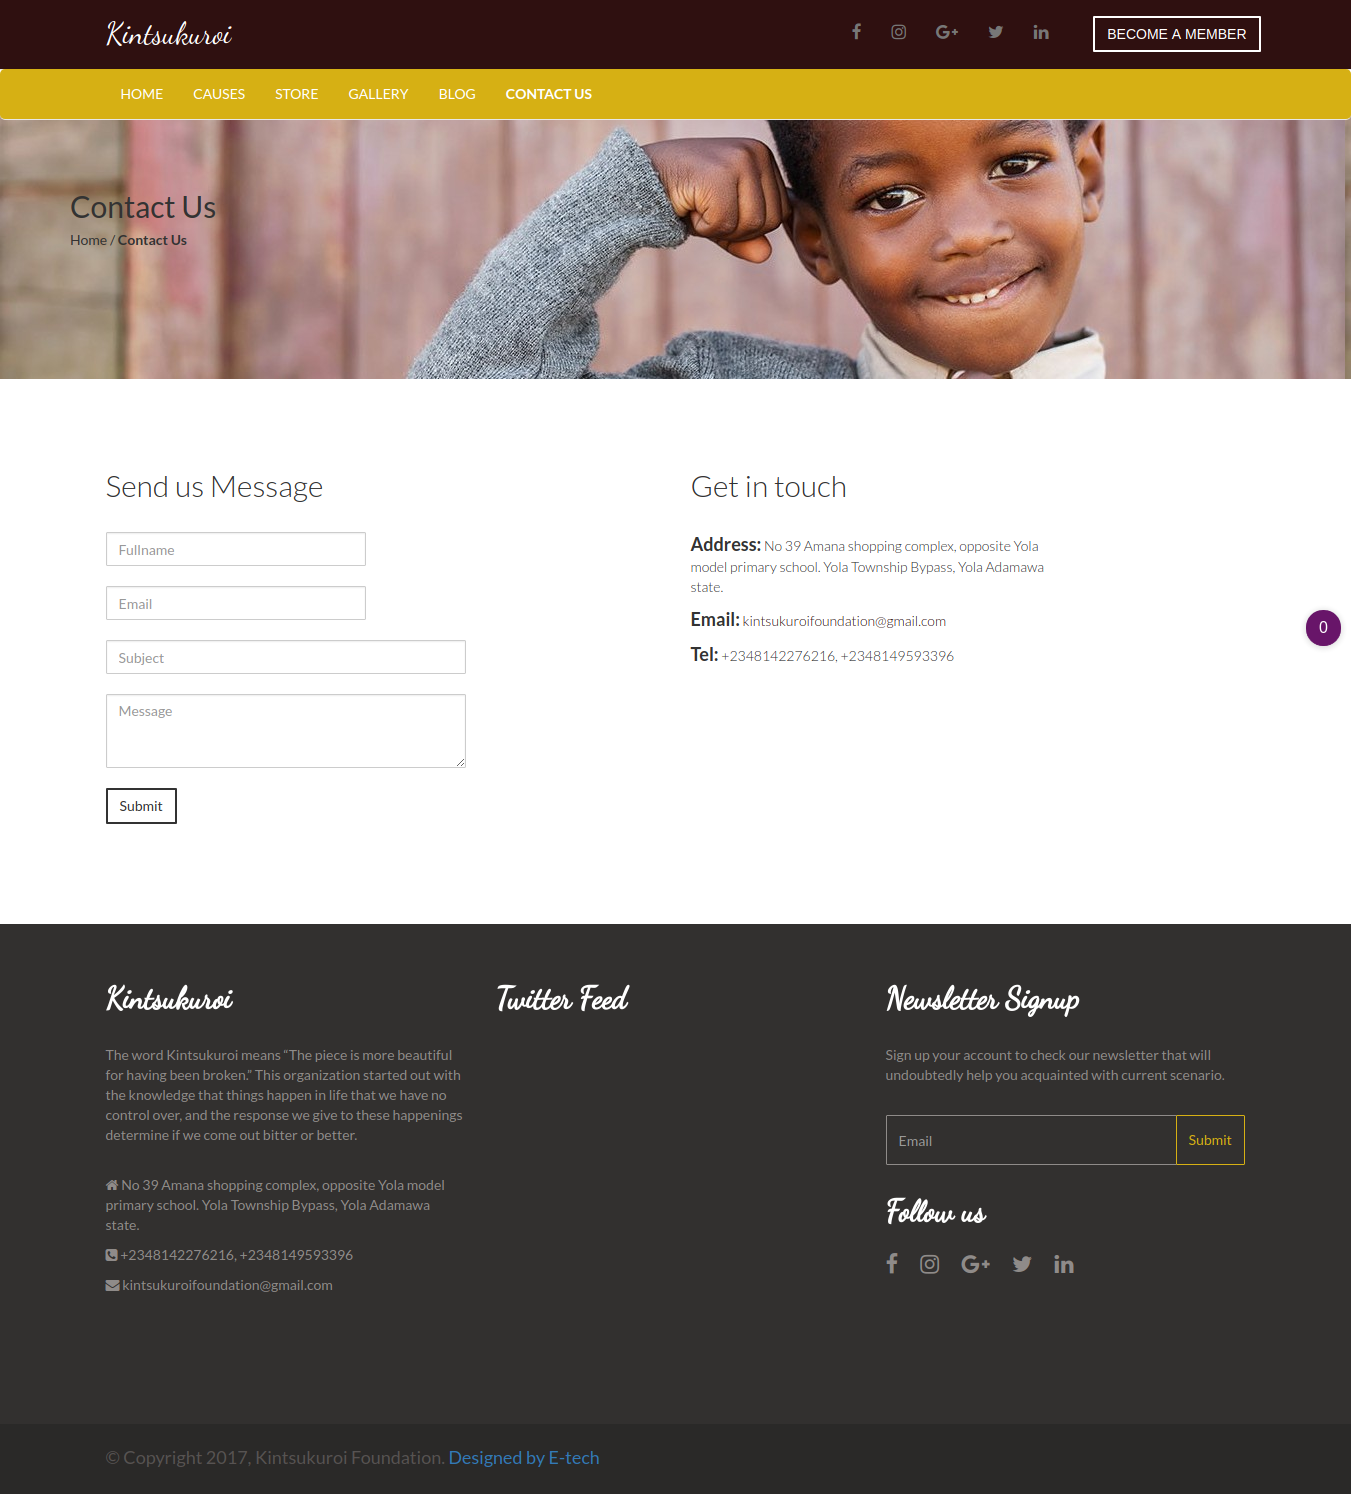 Kintsukuroi
BECOME A MEMBER
HOME CAUSES STORE GALLERY BLOG CONTACT US
Contact Us
Home / Contact Us
Send us Message
Fullname
Email
Subject
Message
Submit
Get in touch
Address: No 39 Amana shopping complex, opposite Yola
model primary school. Yola Township Bypass, Yola Adamawa
state.
Email: kintsukuroifoundation@gmail.com
Tel: +2348142276216, +2348149593396
0
Kintsukuroi
The word Kintsukuroi means “The piece is more beautiful
for having been broken.” This organization started out with
the knowledge that things happen in life that we have no
control over, and the response we give to these happenings
determine if we come out bitter or better.
No 39 Amana shopping complex, opposite Yola model
primary school. Yola Township Bypass, Yola Adamawa
state.
+2348142276216, +2348149593396
kintsukuroifoundation@gmail.com
Twitter Feed
Newsletter Signup
Sign up your account to check our newsletter that will
undoubtedly help you acquainted with current scenario.
Email
Submit
Follow us
© Copyright 2017, Kintsukuroi Foundation. Designed by E-tech